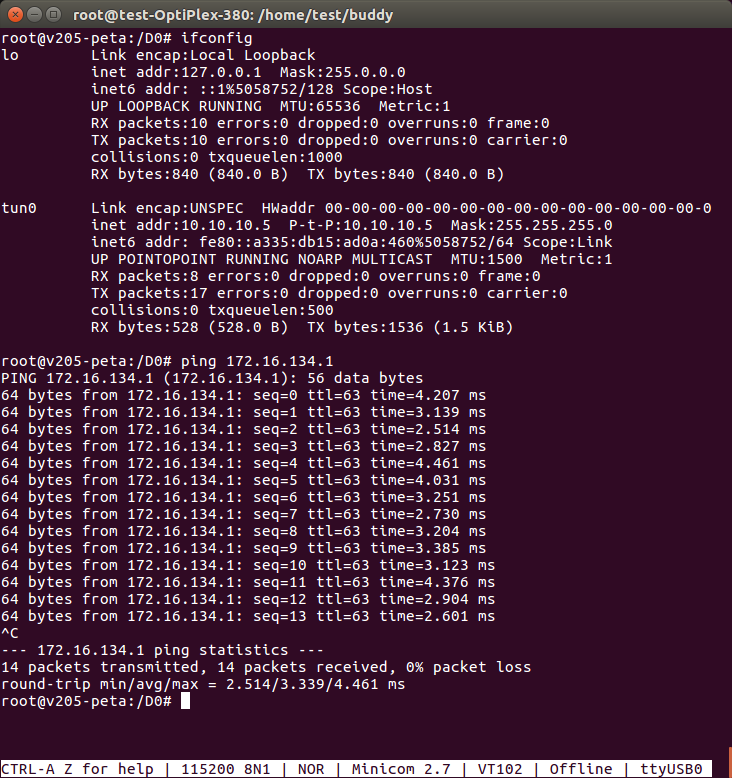 root@test-OptiPlex-380: /home/test/buddy
root@v205-peta:/D0# ifconfig
lo        Link encap:Local Loopback
          inet addr:127.0.0.1  Mask:255.0.0.0
          inet6 addr: ::1%5058752/128 Scope:Host
          UP LOOPBACK RUNNING  MTU:65536  Metric:1
          RX packets:10 errors:0 dropped:0 overruns:0 frame:0
          TX packets:10 errors:0 dropped:0 overruns:0 carrier:0
          collisions:0 txqueuelen:1000
          RX bytes:840 (840.0 B)  TX bytes:840 (840.0 B)

tun0      Link encap:UNSPEC  HWaddr 00-00-00-00-00-00-00-00-00-00-00-00-00-00-0
          inet addr:10.10.10.5  P-t-P:10.10.10.5  Mask:255.255.255.0
          inet6 addr: fe80::a335:db15:ad0a:460%5058752/64 Scope:Link
          UP POINTOPOINT RUNNING NOARP MULTICAST  MTU:1500  Metric:1
          RX packets:8 errors:0 dropped:0 overruns:0 frame:0
          TX packets:17 errors:0 dropped:0 overruns:0 carrier:0
          collisions:0 txqueuelen:500
          RX bytes:528 (528.0 B)  TX bytes:1536 (1.5 KiB)

root@v205-peta:/D0# ping 172.16.134.1
PING 172.16.134.1 (172.16.134.1): 56 data bytes
64 bytes from 172.16.134.1: seq=0 ttl=63 time=4.207 ms
64 bytes from 172.16.134.1: seq=1 ttl=63 time=3.139 ms
64 bytes from 172.16.134.1: seq=2 ttl=63 time=2.514 ms
64 bytes from 172.16.134.1: seq=3 ttl=63 time=2.827 ms
64 bytes from 172.16.134.1: seq=4 ttl=63 time=4.461 ms
64 bytes from 172.16.134.1: seq=5 ttl=63 time=4.031 ms
64 bytes from 172.16.134.1: seq=6 ttl=63 time=3.251 ms
64 bytes from 172.16.134.1: seq=7 ttl=63 time=2.730 ms
64 bytes from 172.16.134.1: seq=8 ttl=63 time=3.204 ms
64 bytes from 172.16.134.1: seq=9 ttl=63 time=3.385 ms
64 bytes from 172.16.134.1: seq=10 ttl=63 time=3.123 ms
64 bytes from 172.16.134.1: seq=11 ttl=63 time=4.376 ms
64 bytes from 172.16.134.1: seq=12 ttl=63 time=2.904 ms
64 bytes from 172.16.134.1: seq=13 ttl=63 time=2.601 ms
^C
--- 172.16.134.1 ping statistics ---
14 packets transmitted, 14 packets received, 0% packet loss
round-trip min/avg/max = 2.514/3.339/4.461 ms
root@v205-peta:/D0#
CTRL-A Z for help | 115200 8N1 | NOR | Minicom 2.7 | VT102 | Offline | ttyUSB0